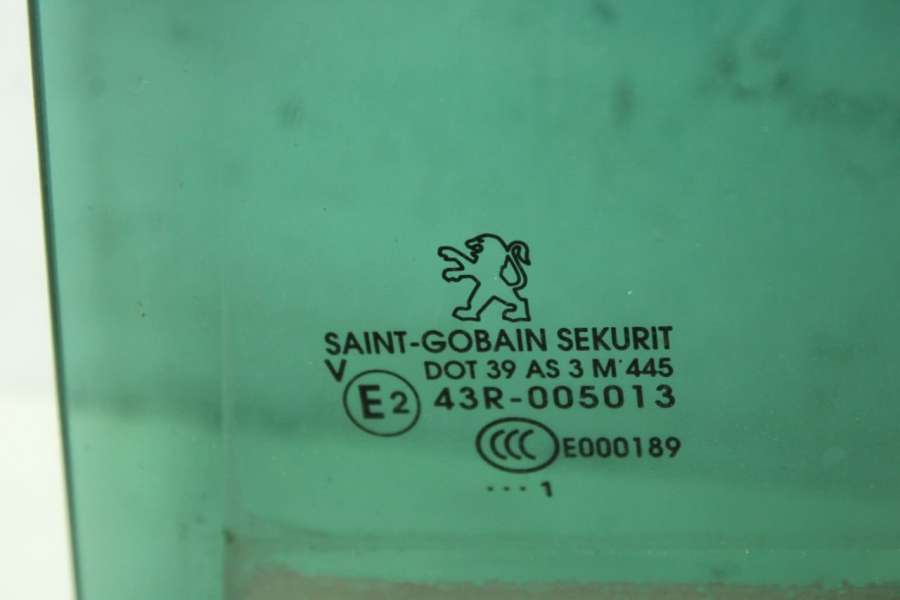 SAINT-GOBAIN SEKURIT
V DOT 39 AS 3 M 445
E2 43R-005013
CCC E000189
... 1